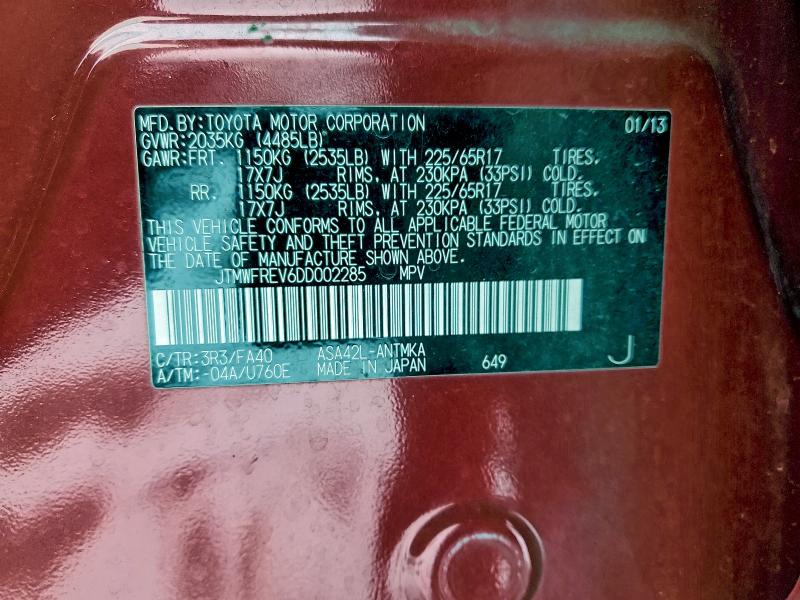 MFD.BY:TOYOTA MOTOR CORPORATION 01/13
GVWR:2035KG (4485LB)
GAWR:FRT. 1150KG (2535LB) WITH 225/65R17 TIRES.
17X7J RIMS. AT 230KPA (33PSI) COLD.
RR. 1150KG (2535LB) WITH 225/65R17 TIRES.
17X7J RIMS. AT 230KPA (33PSI) COLD.
THIS VEHICLE CONFORMS TO ALL APPLICABLE FEDERAL MOTOR
VEHICLE SAFETY AND THEFT PREVENTION STANDARDS IN EFFECT ON
THE DATE OF MANUFACTURE SHOWN ABOVE.
JTMWFREV6DD002285 MPV
C/TR:3R3/FA40 ASA42L-ANTMKA
A/TM:-04A/U760E MADE IN JAPAN 649 J